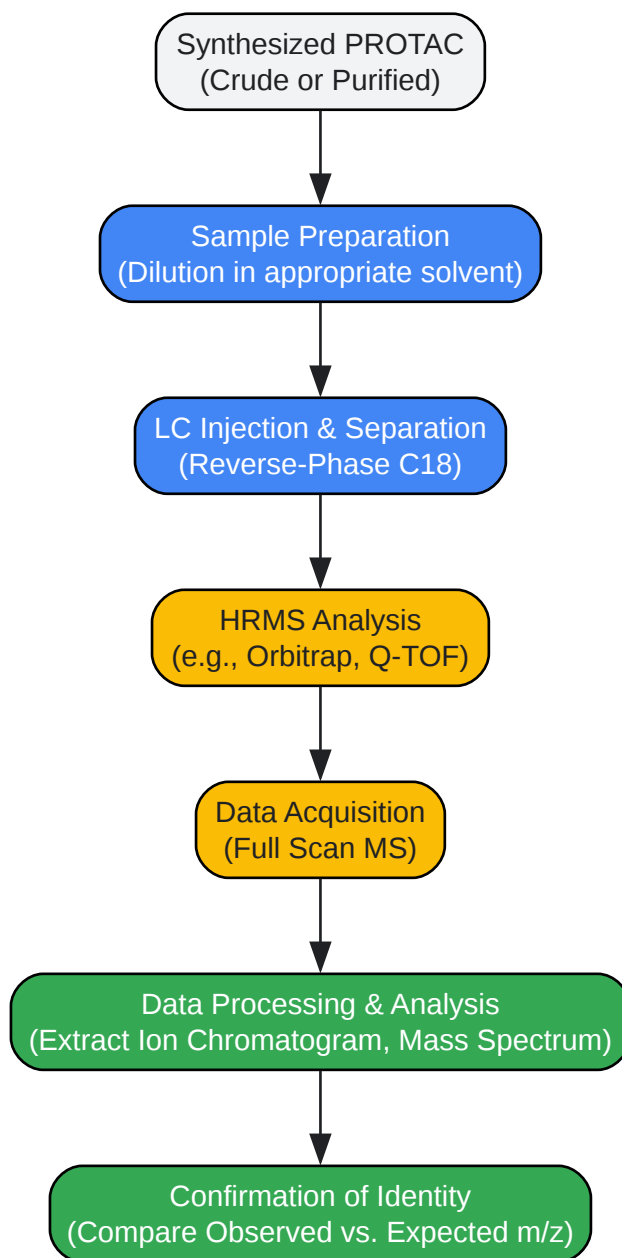 Synthesized PROTAC
(Crude or Purified)
Sample Preparation
(Dilution in appropriate solvent)
LC Injection & Separation
(Reverse-Phase C18)
HRMS Analysis
(e.g., Orbitrap, Q-TOF)
Data Acquisition
(Full Scan MS)
Data Processing & Analysis
(Extract Ion Chromatogram, Mass Spectrum)
Confirmation of Identity
(Compare Observed vs. Expected m/z)